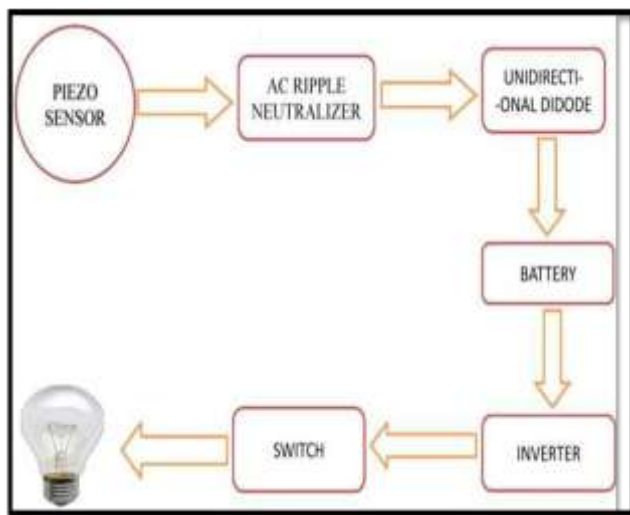 PIEZO
SENSOR
AC RIPPLE
NEUTRALIZER
UNIDIRECTI-
-ONAL DIDODE
BATTERY
INVERTER
SWITCH